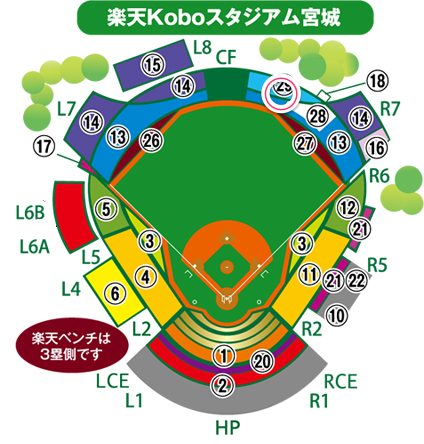 楽天Koboスタジアム宮城
L8
CF
⑮
⑭
㉕
⑱
L7
⑭
⑬
㉖
㉗
㉘
⑬
⑭
R7
⑯
⑰
R6
L6B
L6A
⑤
⑫
㉑
L5
③
③
R5
L4
④
⑥
⑪
㉑
㉒
⑩
L2
R2
楽天ベンチは
3塁側です
①
⑳
②
LCE
RCE
L1
R1
HP